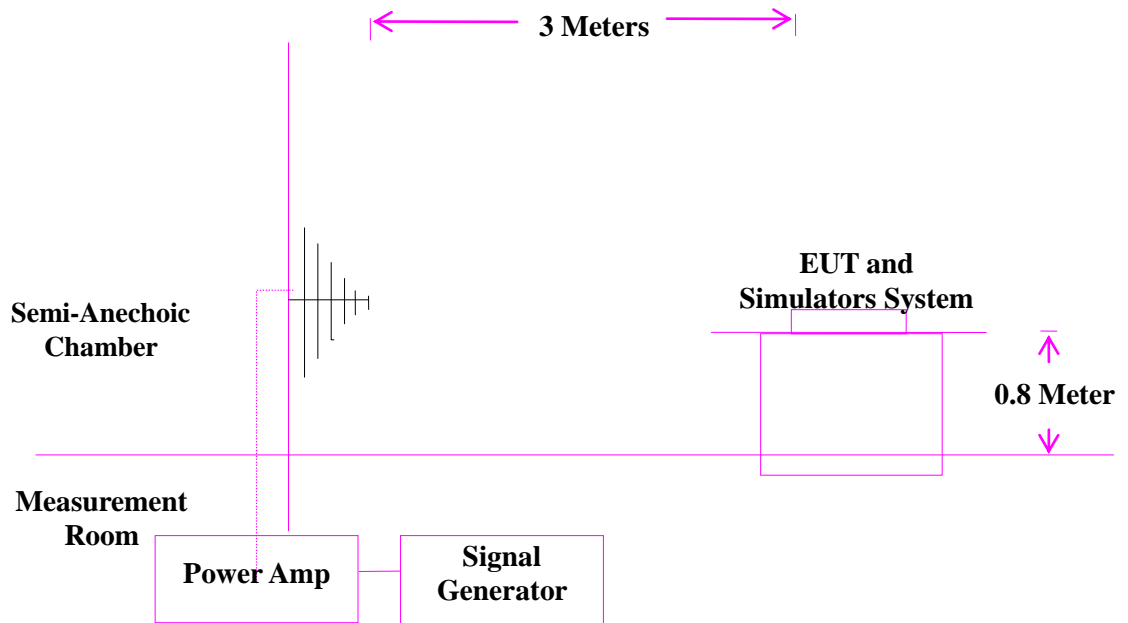 3 Meters
EUT and
Simulators System
Semi-Anechoic
Chamber
0.8 Meter
Measurement
Room
Power Amp
Signal
Generator